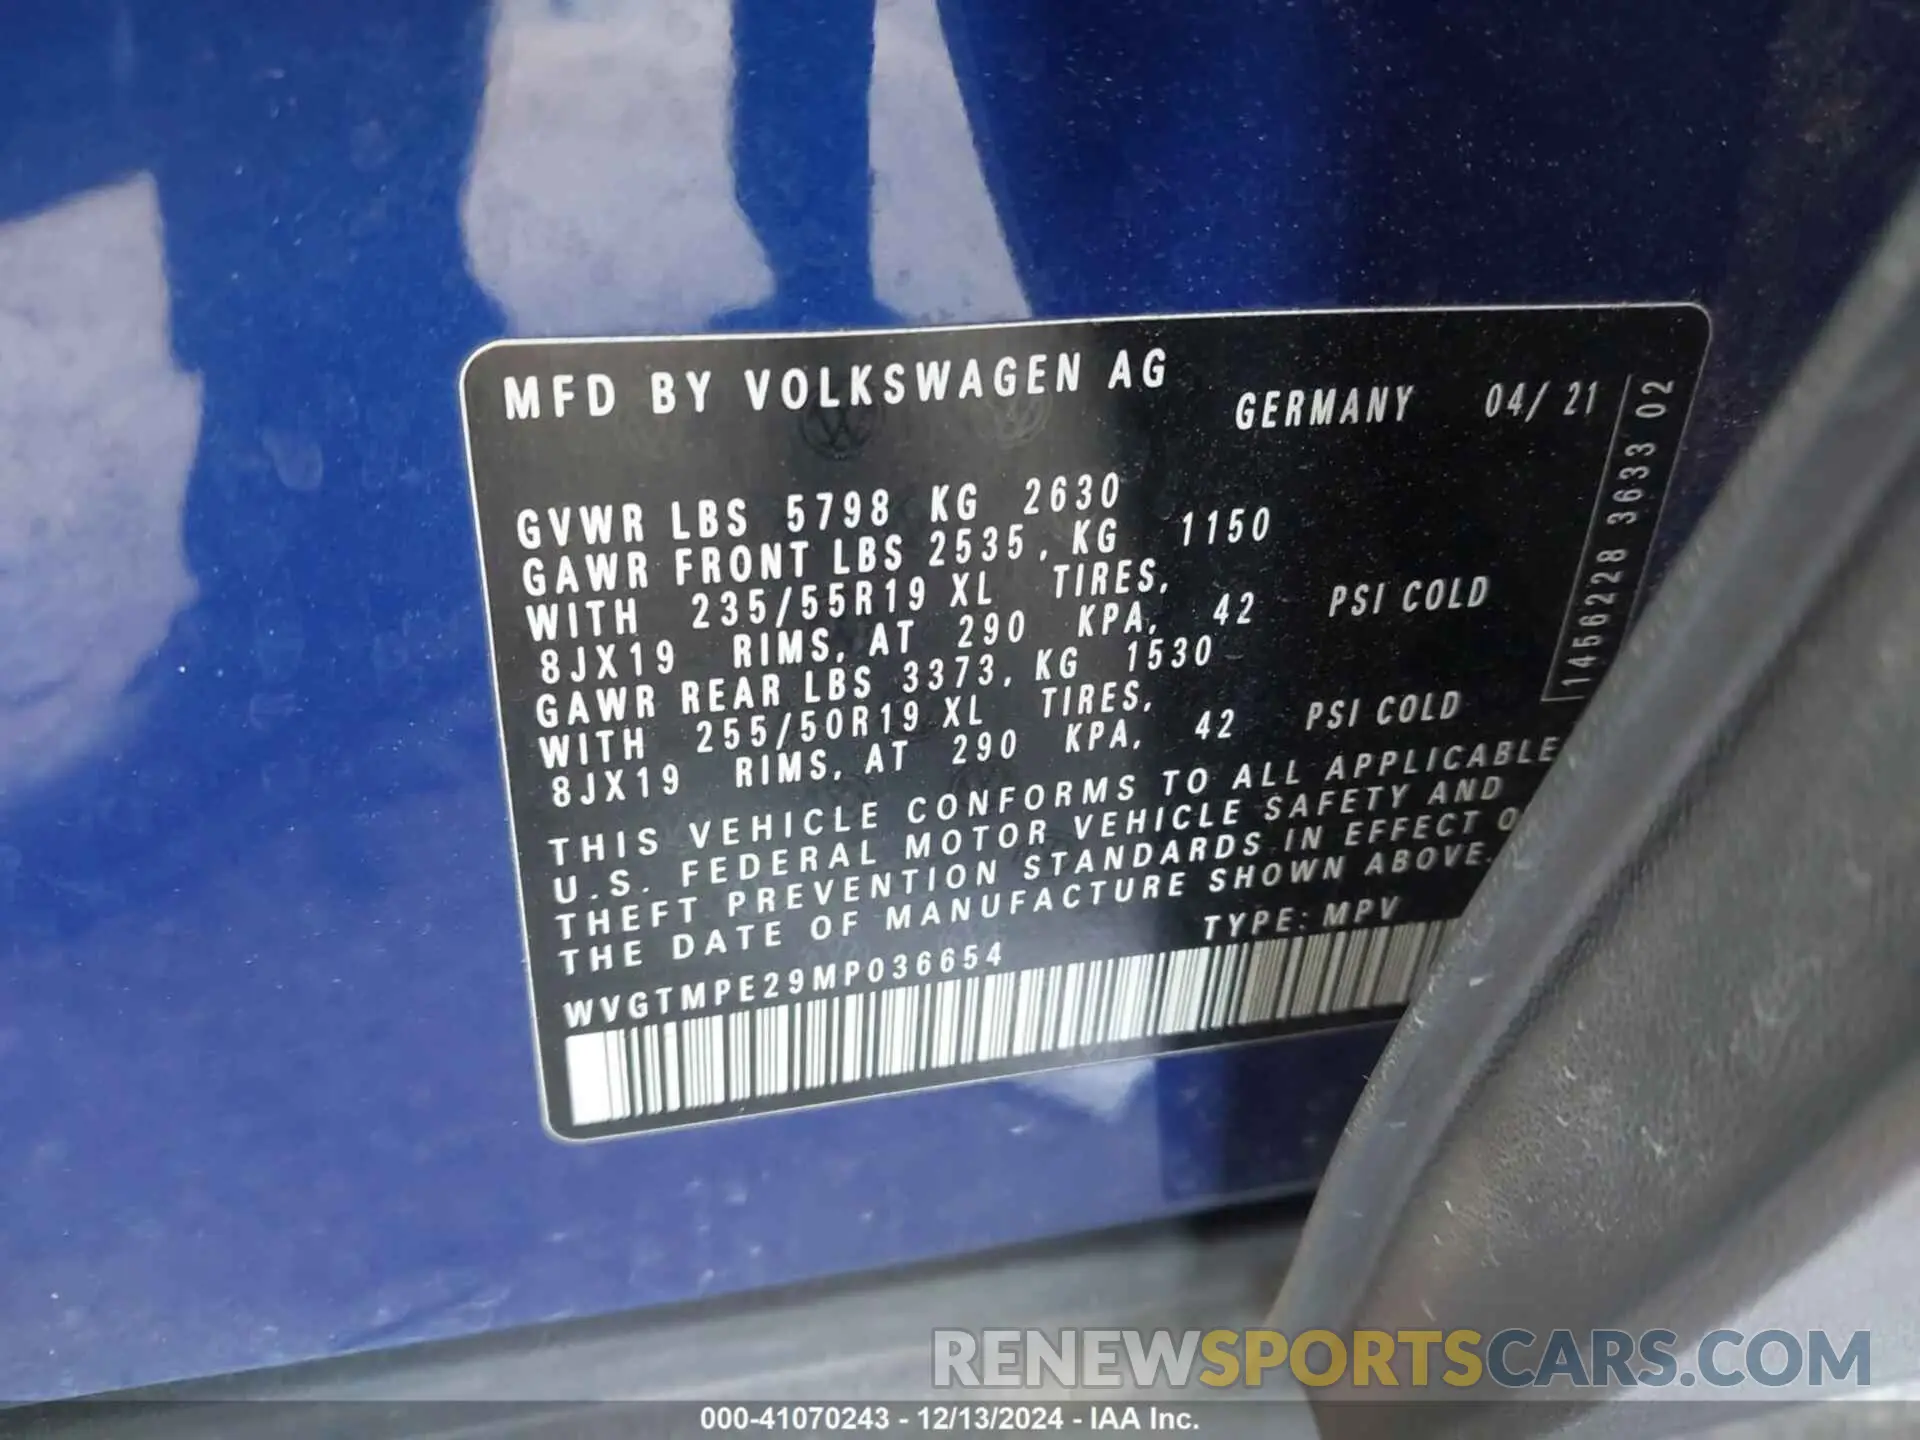 MFD BY VOLKSWAGEN AG
GERMANY 04/ 21
GVWR LBS 5798 KG 2630
GAWR FRONT LBS 2535, KG 1150
WITH 235/55R19 XL TIRES,
8JX19 RIMS, AT 290 KPA, 42 PSI COLD
GAWR REAR LBS 3373, KG 1530
WITH 255/50R19 XL TIRES,
8JX19 RIMS, AT 290 KPA, 42 PSI COLD
THIS VEHICLE CONFORMS TO ALL APPLICABLE
U.S. FEDERAL MOTOR VEHICLE SAFETY AND
THEFT PREVENTION STANDARDS IN EFFECT O
THE DATE OF MANUFACTURE SHOWN ABOVE.
WVGTMPE29MP036654 TYPE: MPV
1456228 3633 02
RENEWSPORTSCARS.COM
000-41070243 - 12/13/2024 - IAA Inc.